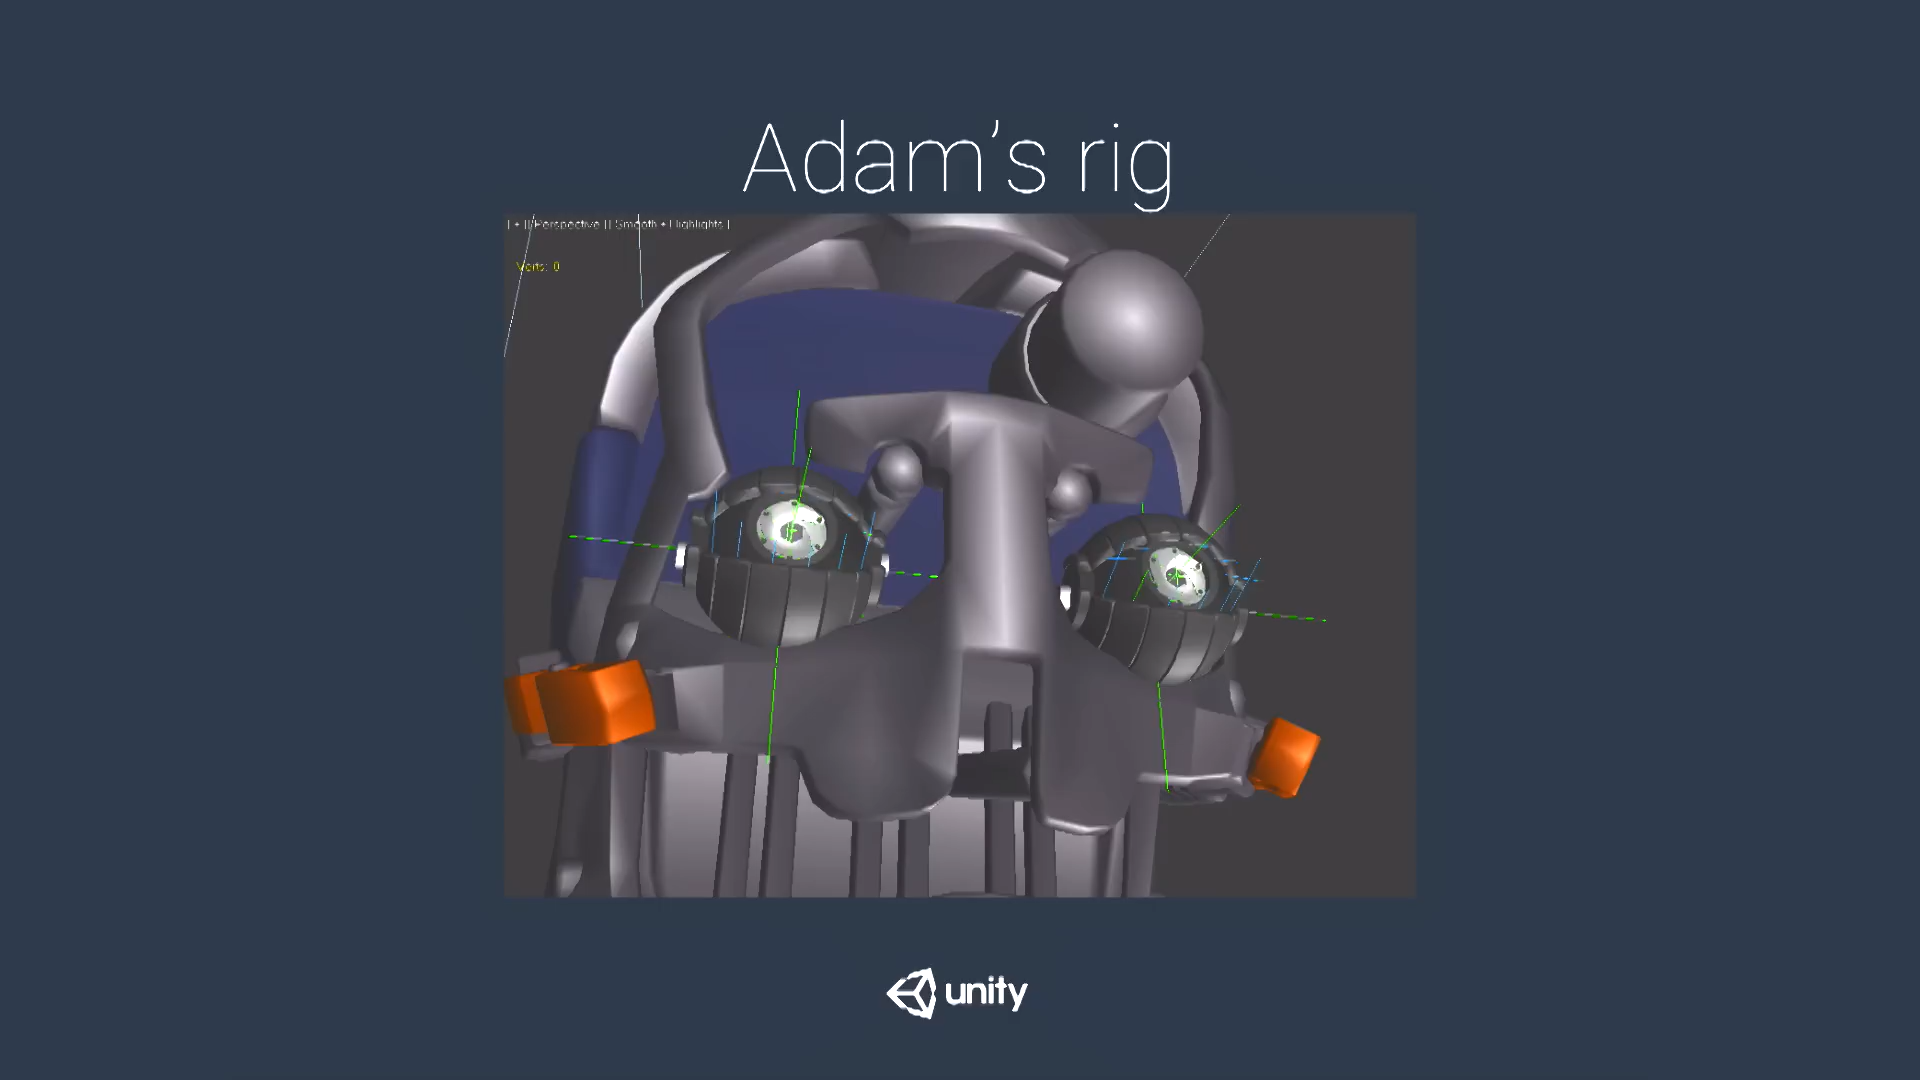 Adam’s rig
[ + ][ Perspective ][ Smooth + Highlights ]
Verts: 0
unity